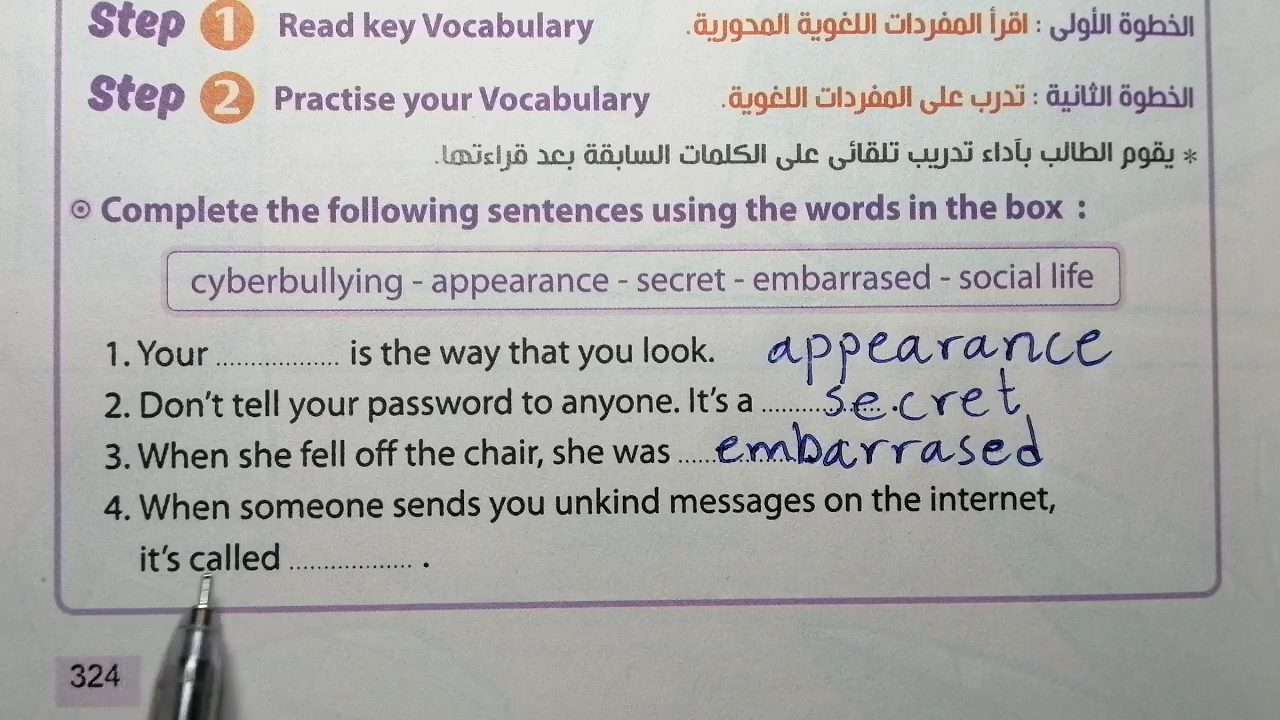 Step 1 Read key Vocabulary الخطوة الأولى : اقرأ المفردات اللغوية المحورية.
Step 2 Practise your Vocabulary الخطوة الثانية : تدرب على المفردات اللغوية.
* يقوم الطالب بآداء تدريب تلقائى على الكلمات السابقة بعد قراءتها.
Complete the following sentences using the words in the box :
cyberbullying - appearance - secret - embarrased - social life
1. Your .................. is the way that you look. appearance
2. Don't tell your password to anyone. It's a .................. secret
3. When she fell off the chair, she was .................. embarrased
4. When someone sends you unkind messages on the internet,
it's called .................. .
324